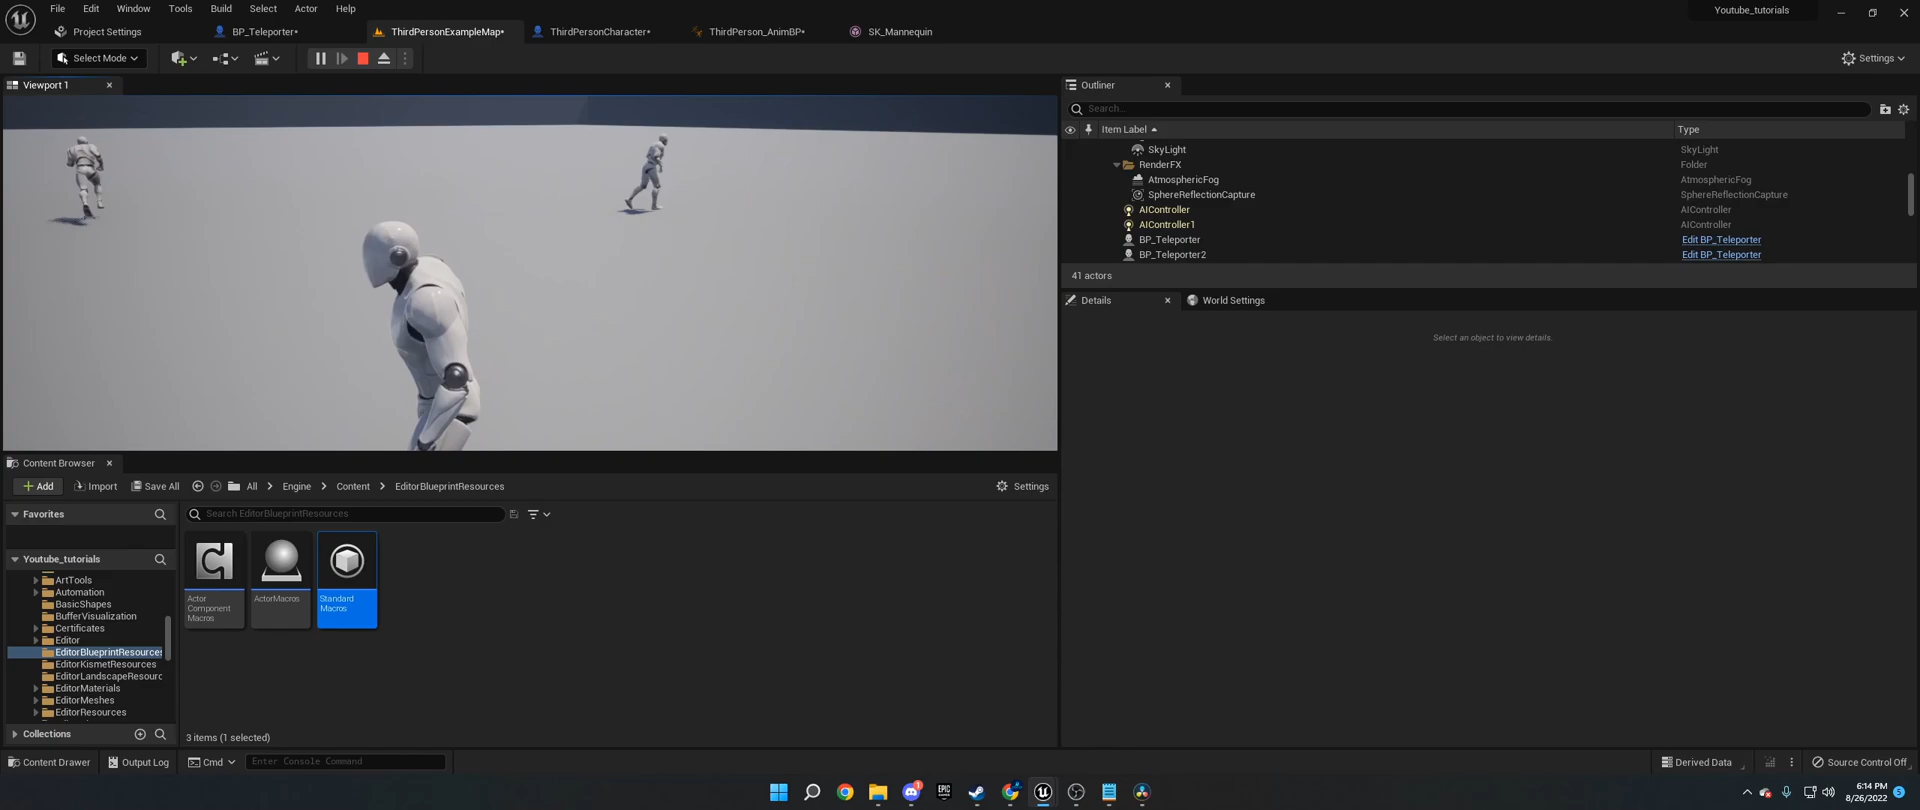 File Edit Window Tools Build Select Actor Help
Youtube_tutorials
Project Settings BP_Teleporter* ThirdPersonExampleMap* ThirdPersonCharacter* ThirdPerson_AnimBP* SK_Mannequin
Select Mode
Settings
Viewport 1
Outliner
Search...
Item Label Type
SkyLight SkyLight
RenderFX Folder
AtmosphericFog AtmosphericFog
SphereReflectionCapture SphereReflectionCapture
AIController AIController
AIController1 AIController
BP_Teleporter Edit BP_Teleporter
BP_Teleporter2 Edit BP_Teleporter
41 actors
Details World Settings
Select an object to view details.
Content Browser
Add Import Save All All Engine Content EditorBlueprintResources Settings
Favorites
Search EditorBlueprintResources
Youtube_tutorials
ArtTools
Automation
BasicShapes
BufferVisualization
Certificates
Editor
EditorBlueprintResources
EditorKismetResources
EditorLandscapeResourc
EditorMaterials
EditorMeshes
EditorResources
Actor
Component
Macros
ActorMacros
Standard
Macros
Collections
3 items (1 selected)
Content Drawer Output Log Cmd Enter Console Command
Derived Data Source Control Off
EPIC
GAMES
1
6:14 PM
8/26/2022
5